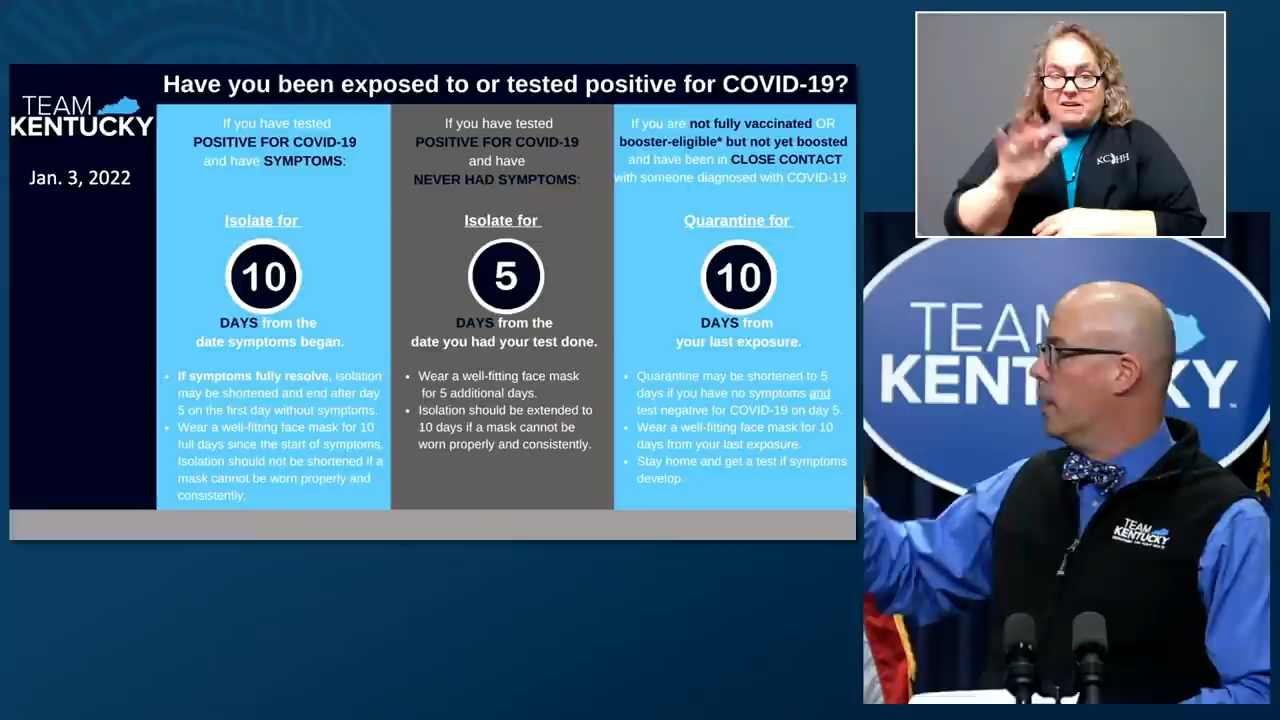 Have you been exposed to or tested positive for COVID-19?
TEAM
KENTUCKY
Jan. 3, 2022
If you have tested
POSITIVE FOR COVID-19
and have SYMPTOMS:
Isolate for
10
DAYS from the
date symptoms began.
• If symptoms fully resolve, isolation
may be shortened and end after day
5 on the first day without symptoms.
• Wear a well-fitting face mask for 10
full days since the start of symptoms.
Isolation should not be shortened if a
mask cannot be worn properly and
consistently.
If you have tested
POSITIVE FOR COVID-19
and have
NEVER HAD SYMPTOMS:
Isolate for
5
DAYS from the
date you had your test done.
• Wear a well-fitting face mask
for 5 additional days.
• Isolation should be extended to
10 days if a mask cannot be
worn properly and consistently.
If you are not fully vaccinated OR
booster-eligible* but not yet boosted
and have been in CLOSE CONTACT
with someone diagnosed with COVID-19:
Quarantine for
10
DAYS from
your last exposure.
• Quarantine may be shortened to 5
days if you have no symptoms and
test negative for COVID-19 on day 5.
• Wear a well-fitting face mask for 10
days from your last exposure.
• Stay home and get a test if symptoms
develop.
TEAM
KENTUCKY
TEAM
KENTUCKY